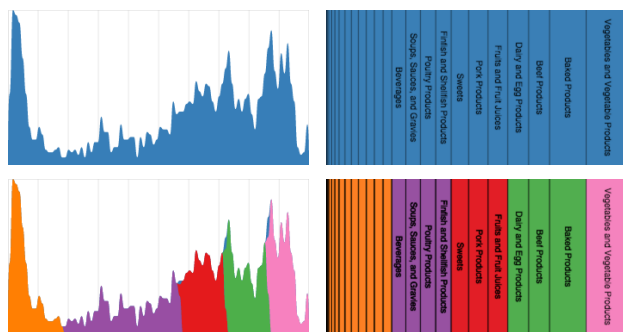 Beverages
Soups, Sauces, and Gravies
Poultry Products
Finfish and Shellfish Products
Sweets
Pork Products
Fruits and Fruit Juices
Dairy and Egg Products
Beef Products
Baked Products
Vegetables and Vegetable Products
Beverages
Soups, Sauces, and Gravies
Poultry Products
Finfish and Shellfish Products
Sweets
Pork Products
Fruits and Fruit Juices
Dairy and Egg Products
Beef Products
Baked Products
Vegetables and Vegetable Products